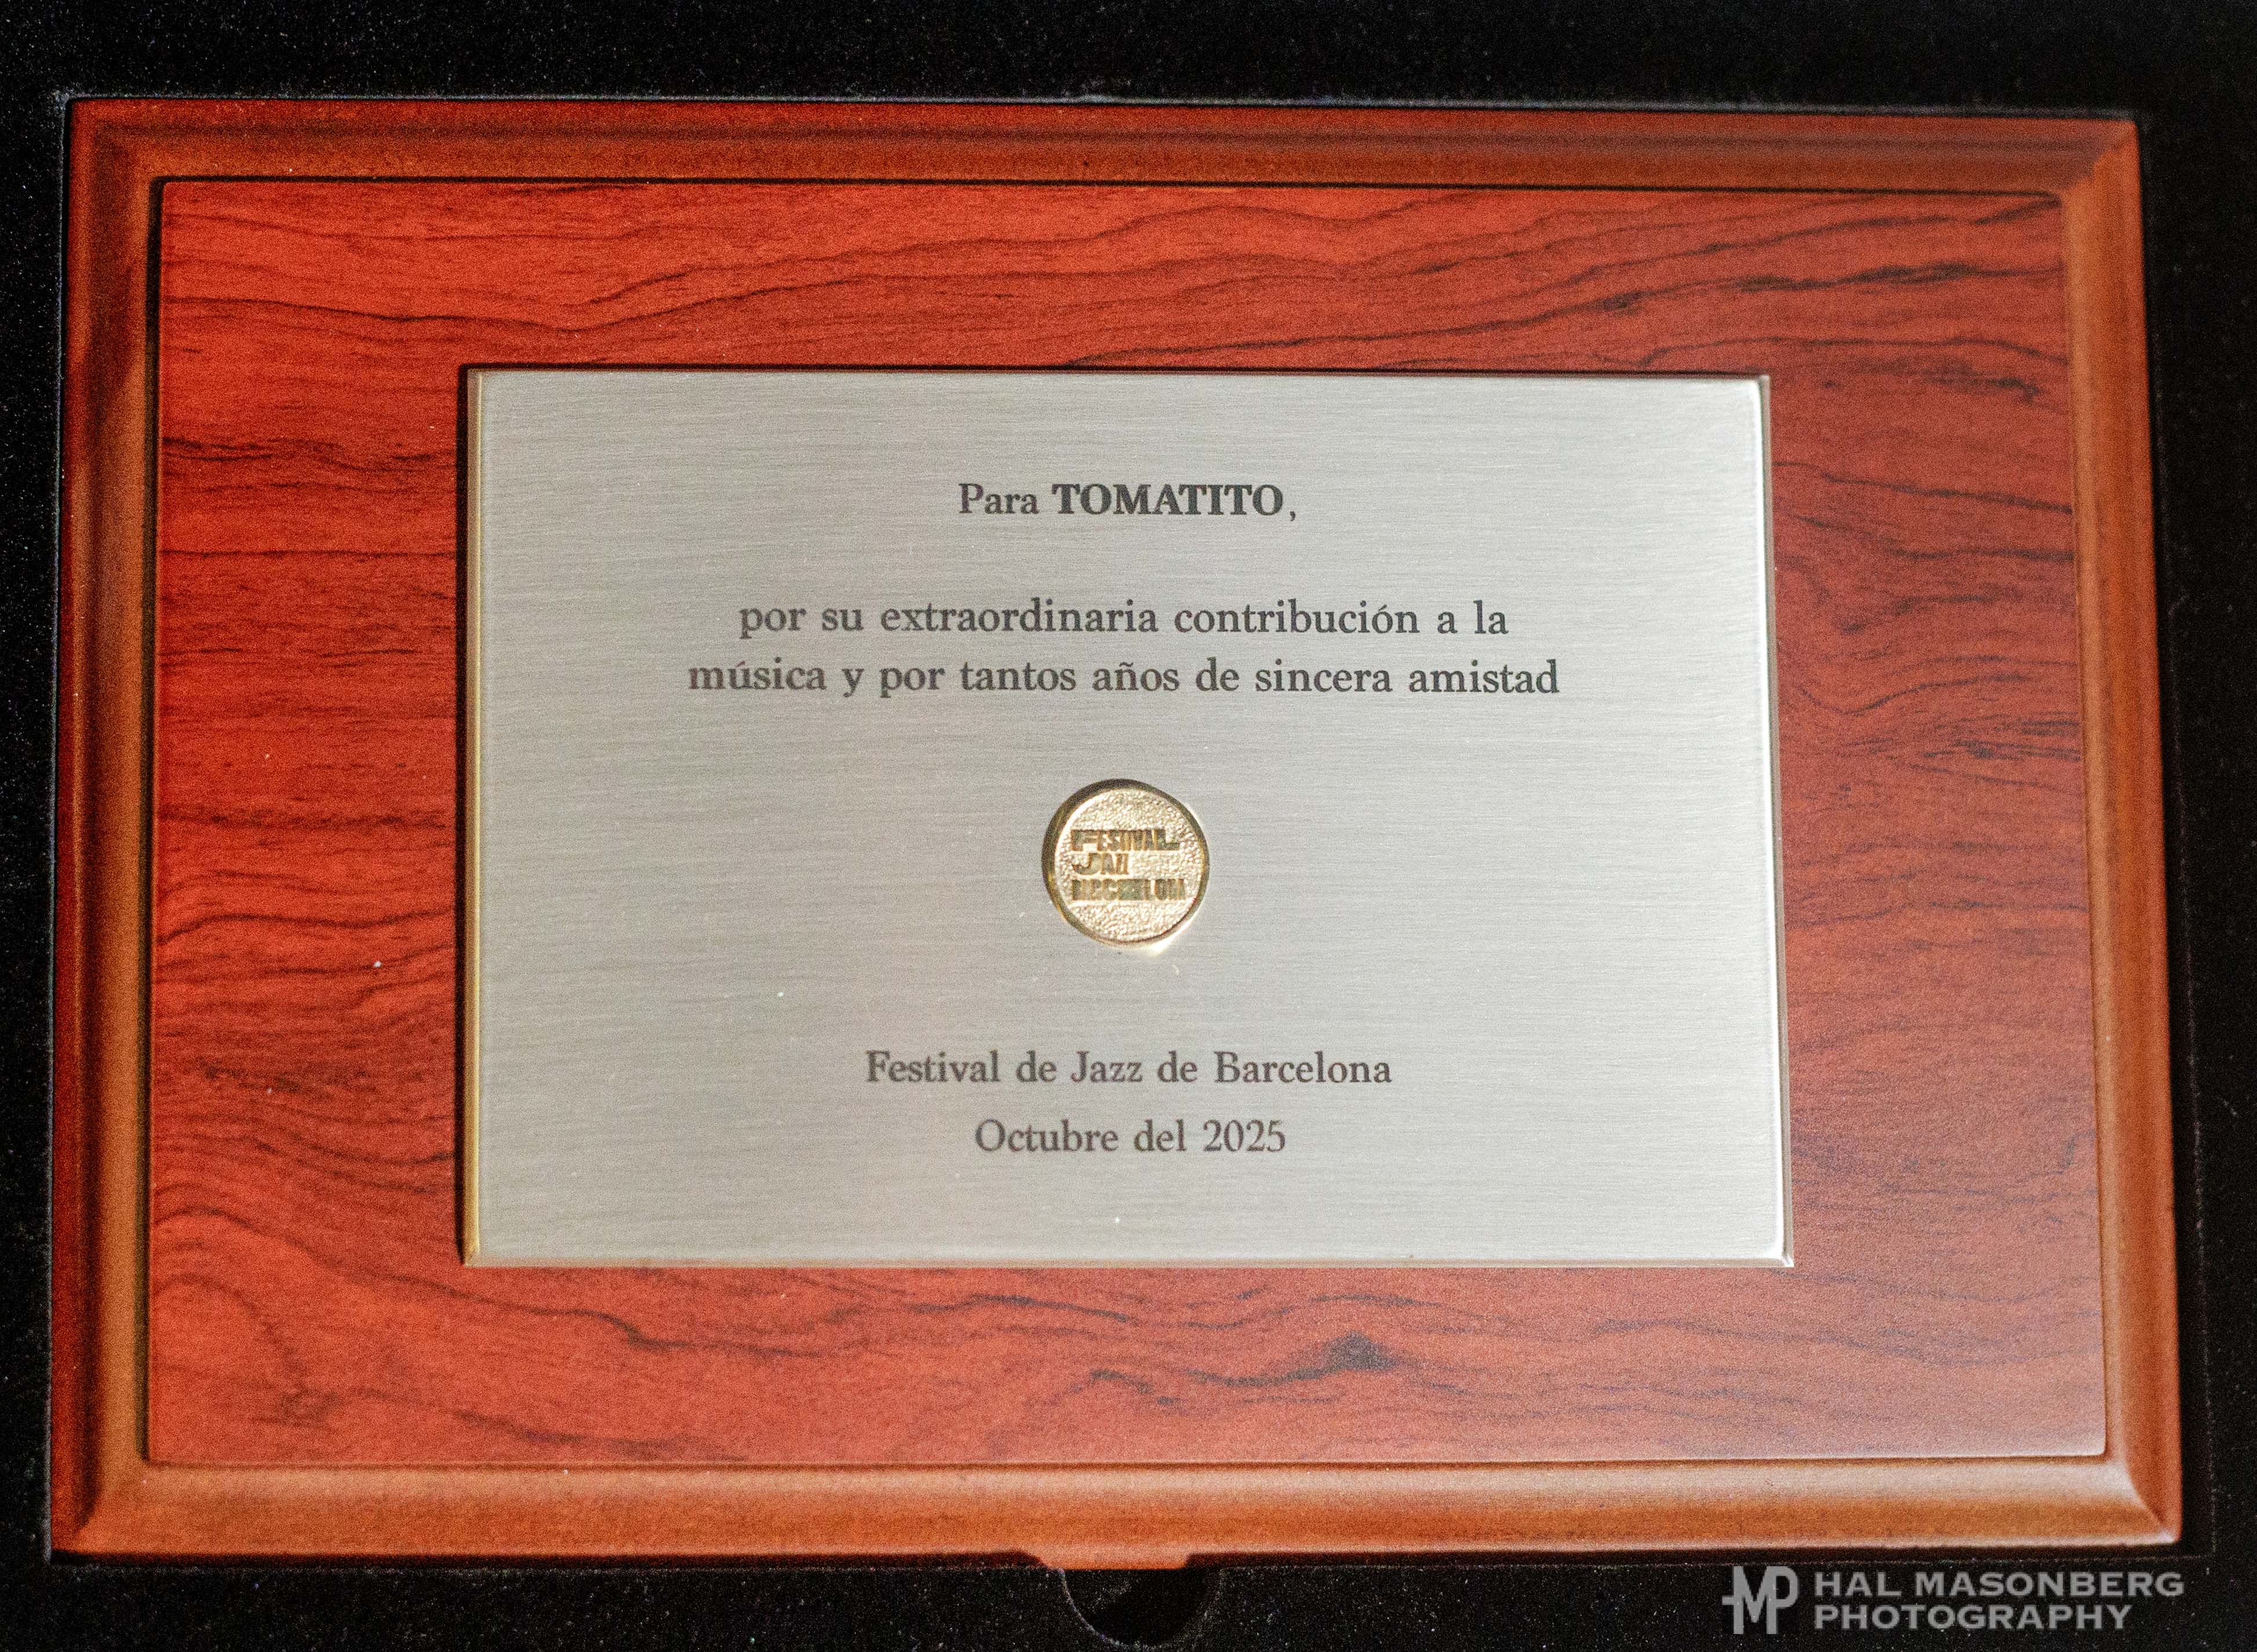 Para TOMATITO,
por su extraordinaria contribución a la
música y por tantos años de sincera amistad
FESTIVAL
JAZZ
BARCELONA
Festival de Jazz de Barcelona
Octubre del 2025
MP HAL MASONBERG
PHOTOGRAPHY